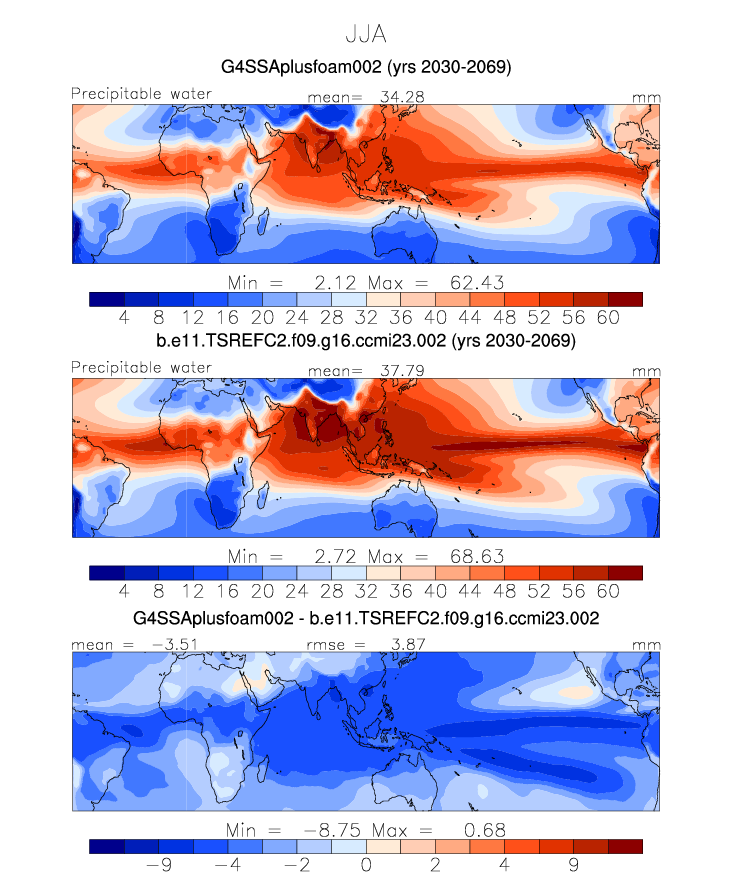 JJA
G4SSAplusfoam002 (yrs 2030-2069)
Precipitable water mean= 34.28 mm
Min = 2.12 Max = 62.43
4 8 12 16 20 24 28 32 36 40 44 48 52 56 60
b.e11.TSREFC2.f09.g16.ccmi23.002 (yrs 2030-2069)
Precipitable water mean= 37.79 mm
Min = 2.72 Max = 68.63
4 8 12 16 20 24 28 32 36 40 44 48 52 56 60
G4SSAplusfoam002 - b.e11.TSREFC2.f09.g16.ccmi23.002
mean = −3.51 rmse = 3.87 mm
Min = −8.75 Max = 0.68
−9 −4 −2 0 2 4 9